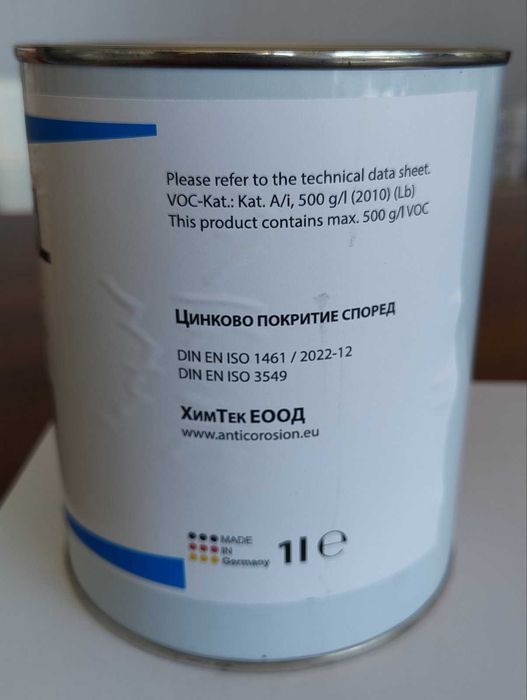 Please refer to the technical data sheet.
VOC-Kat.: Kat. A/i, 500 g/l (2010) (Lb)
This product contains max. 500 g/l VOC
Цинково покритие според
DIN EN ISO 1461 / 2022-12
DIN EN ISO 3549
ХимТек ЕООД
www.anticorosion.eu
MADE
IN
Germany
1l ℮